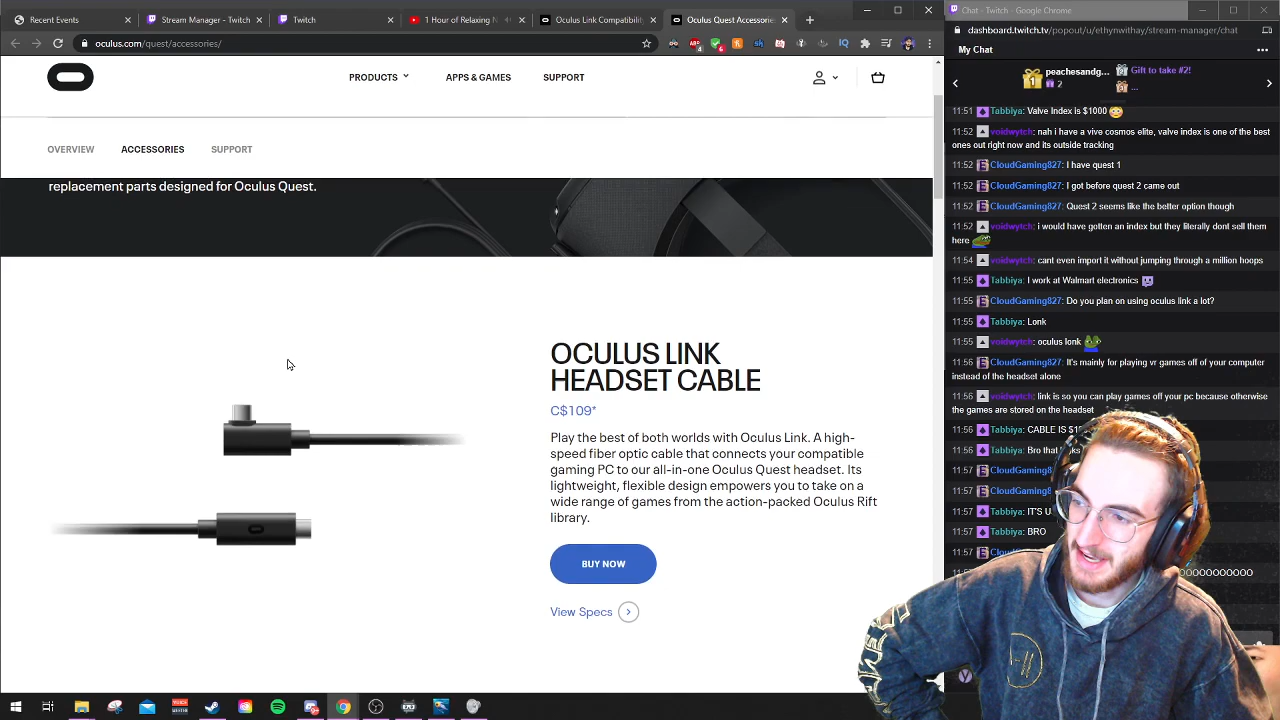 Recent Events
Stream Manager - Twitch
Twitch
1 Hour of Relaxing N
Oculus Link Compatibility
Oculus Quest Accessories
oculus.com/quest/accessories/
PRODUCTS
APPS & GAMES
SUPPORT
OVERVIEW
ACCESSORIES
SUPPORT
replacement parts designed for Oculus Quest.
OCULUS LINK
HEADSET CABLE
C$109*
Play the best of both worlds with Oculus Link. A high-
speed fiber optic cable that connects your compatible
gaming PC to our all-in-one Oculus Quest headset. Its
lightweight, flexible design empowers you to take on a
wide range of games from the action-packed Oculus Rift
library.
BUY NOW
View Specs
Chat - Twitch - Google Chrome
dashboard.twitch.tv/popout/u/ethynwithay/stream-manager/chat
My Chat
peachesandg...
2
Gift to take #2!
...
11:51 Tabbiya: Valve Index is $1000
11:52 voidwytch: nah i have a vive cosmos elite, valve index is one of the best
ones out right now and its outside tracking
11:52 CloudGaming827: I have quest 1
11:52 CloudGaming827: I got before quest 2 came out
11:52 CloudGaming827: Quest 2 seems like the better option though
11:52 voidwytch: i would have gotten an index but they literally dont sell them
here
11:54 voidwytch: cant even import it without jumping through a million hoops
11:55 Tabbiya: I work at Walmart electronics
11:55 CloudGaming827: Do you plan on using oculus link a lot?
11:55 Tabbiya: Lonk
11:55 voidwytch: oculus lonk
11:56 CloudGaming827: It's mainly for playing vr games off of your computer
instead of the headset alone
11:56 voidwytch: link is so you can play games off your pc because otherwise
the games are stored on the headset
11:56 Tabbiya: CABLE IS
11:56 Tabbiya: Bro that
11:57 CloudGaming8
11:57 CloudGaming8
11:57 Tabbiya: IT'S U
11:57 Tabbiya: BRO
11:57